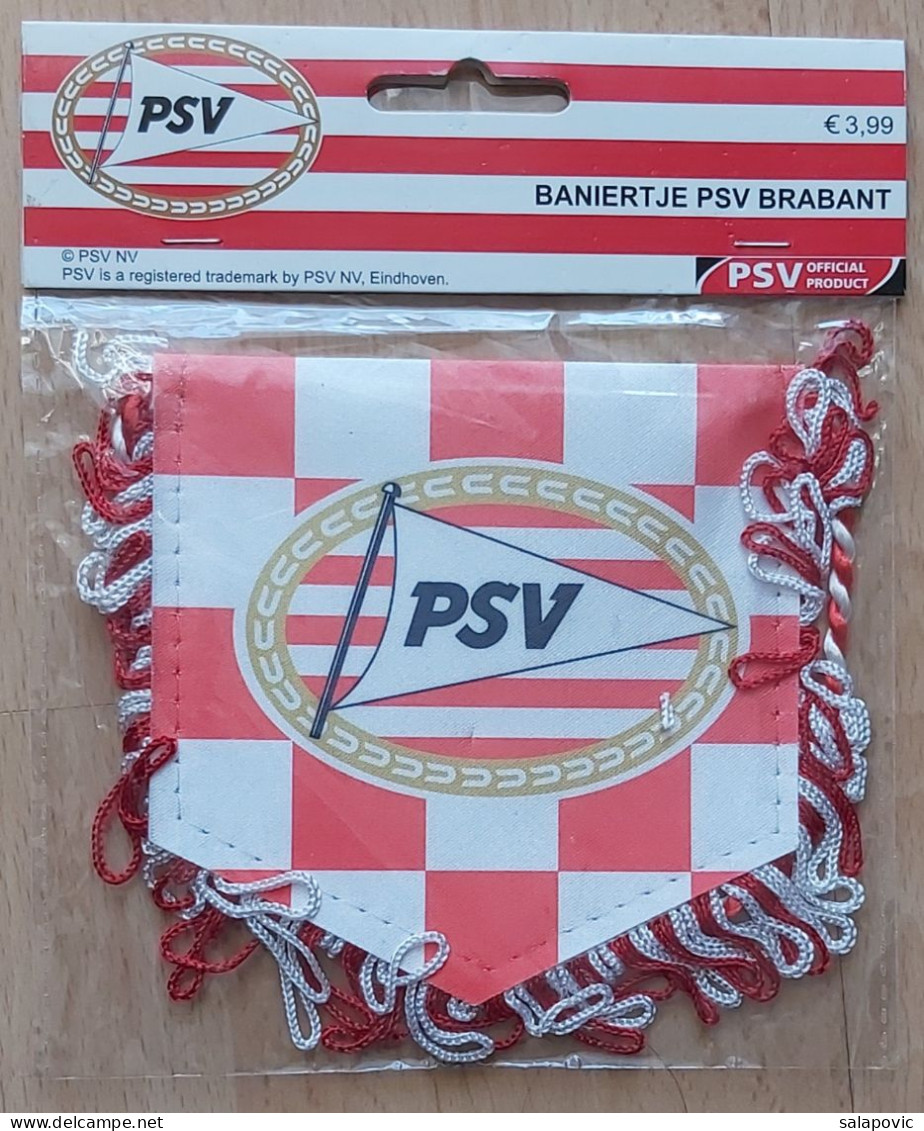 PSV
€ 3,99
BANIERTJE PSV BRABANT
© PSV NV
PSV is a registered trademark by PSV NV, Eindhoven.
PSV OFFICIAL
PRODUCT
PSV
delcampe.net
salapovic